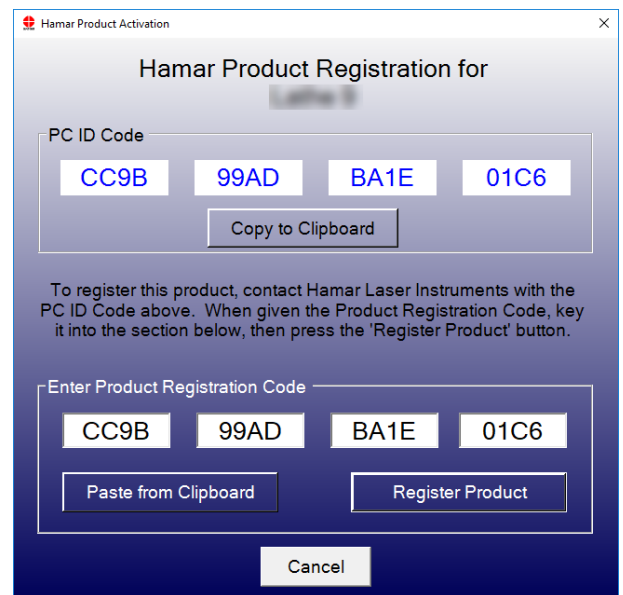 Hamar Product Activation
Hamar Product Registration for
PC ID Code
CC9B 99AD BA1E 01C6
Copy to Clipboard
To register this product, contact Hamar Laser Instruments with the
PC ID Code above. When given the Product Registration Code, key
it into the section below, then press the 'Register Product' button.
Enter Product Registration Code
CC9B 99AD BA1E 01C6
Paste from Clipboard Register Product
Cancel